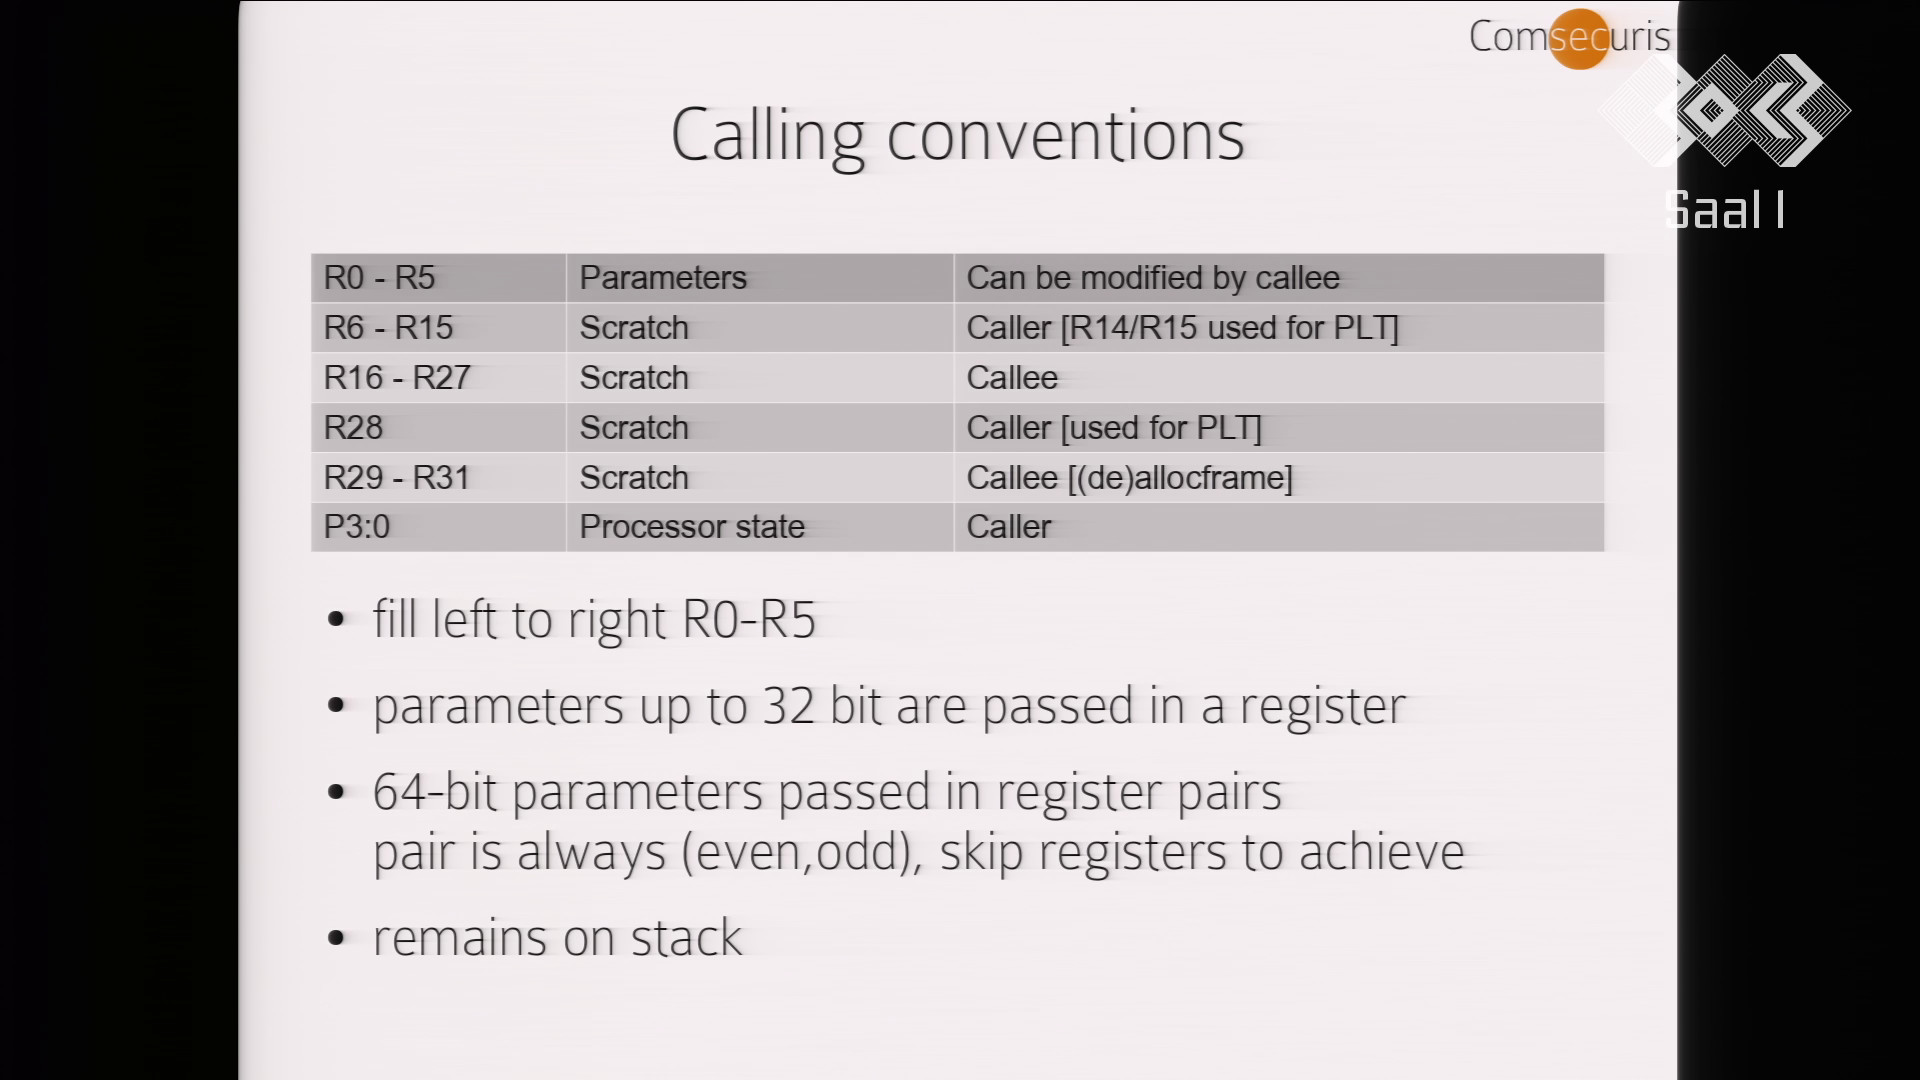 Comsecuris
Calling conventions
Saal 1
R0 - R5 Parameters Can be modified by callee
R6 - R15 Scratch Caller [R14/R15 used for PLT]
R16 - R27 Scratch Callee
R28 Scratch Caller [used for PLT]
R29 - R31 Scratch Callee [(de)allocframe]
P3:0 Processor state Caller
• fill left to right R0-R5
• parameters up to 32 bit are passed in a register
• 64-bit parameters passed in register pairs
pair is always (even,odd), skip registers to achieve
• remains on stack